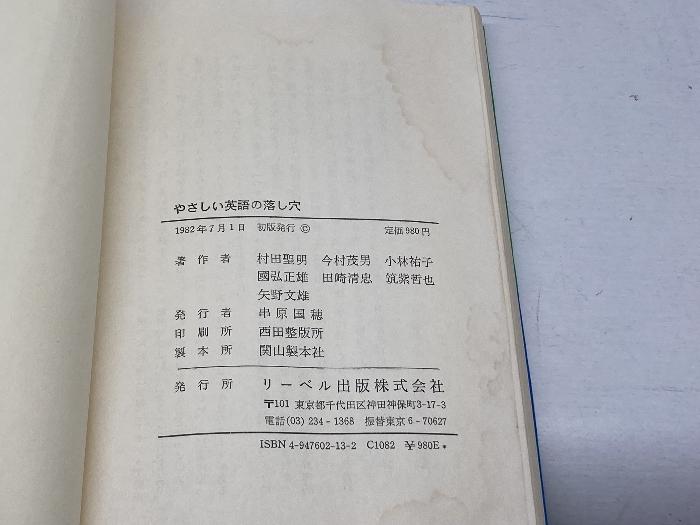 やさしい英語の落し穴
1982年7月1日 初版発行 © 定価980円
著作者 村田聖明 今村茂男 小林祐子
國弘正雄 田崎清忠 筑紫哲也
矢野文雄
発行者 串原国穂
印刷所 西田整版所
製本所 関山製本社
発行所 リーベル出版株式会社
〒101 東京都千代田区神田神保町3-17-3
電話(03) 234-1368 振替東京6-70627
ISBN 4-947602-13-2 C1082 ¥980E